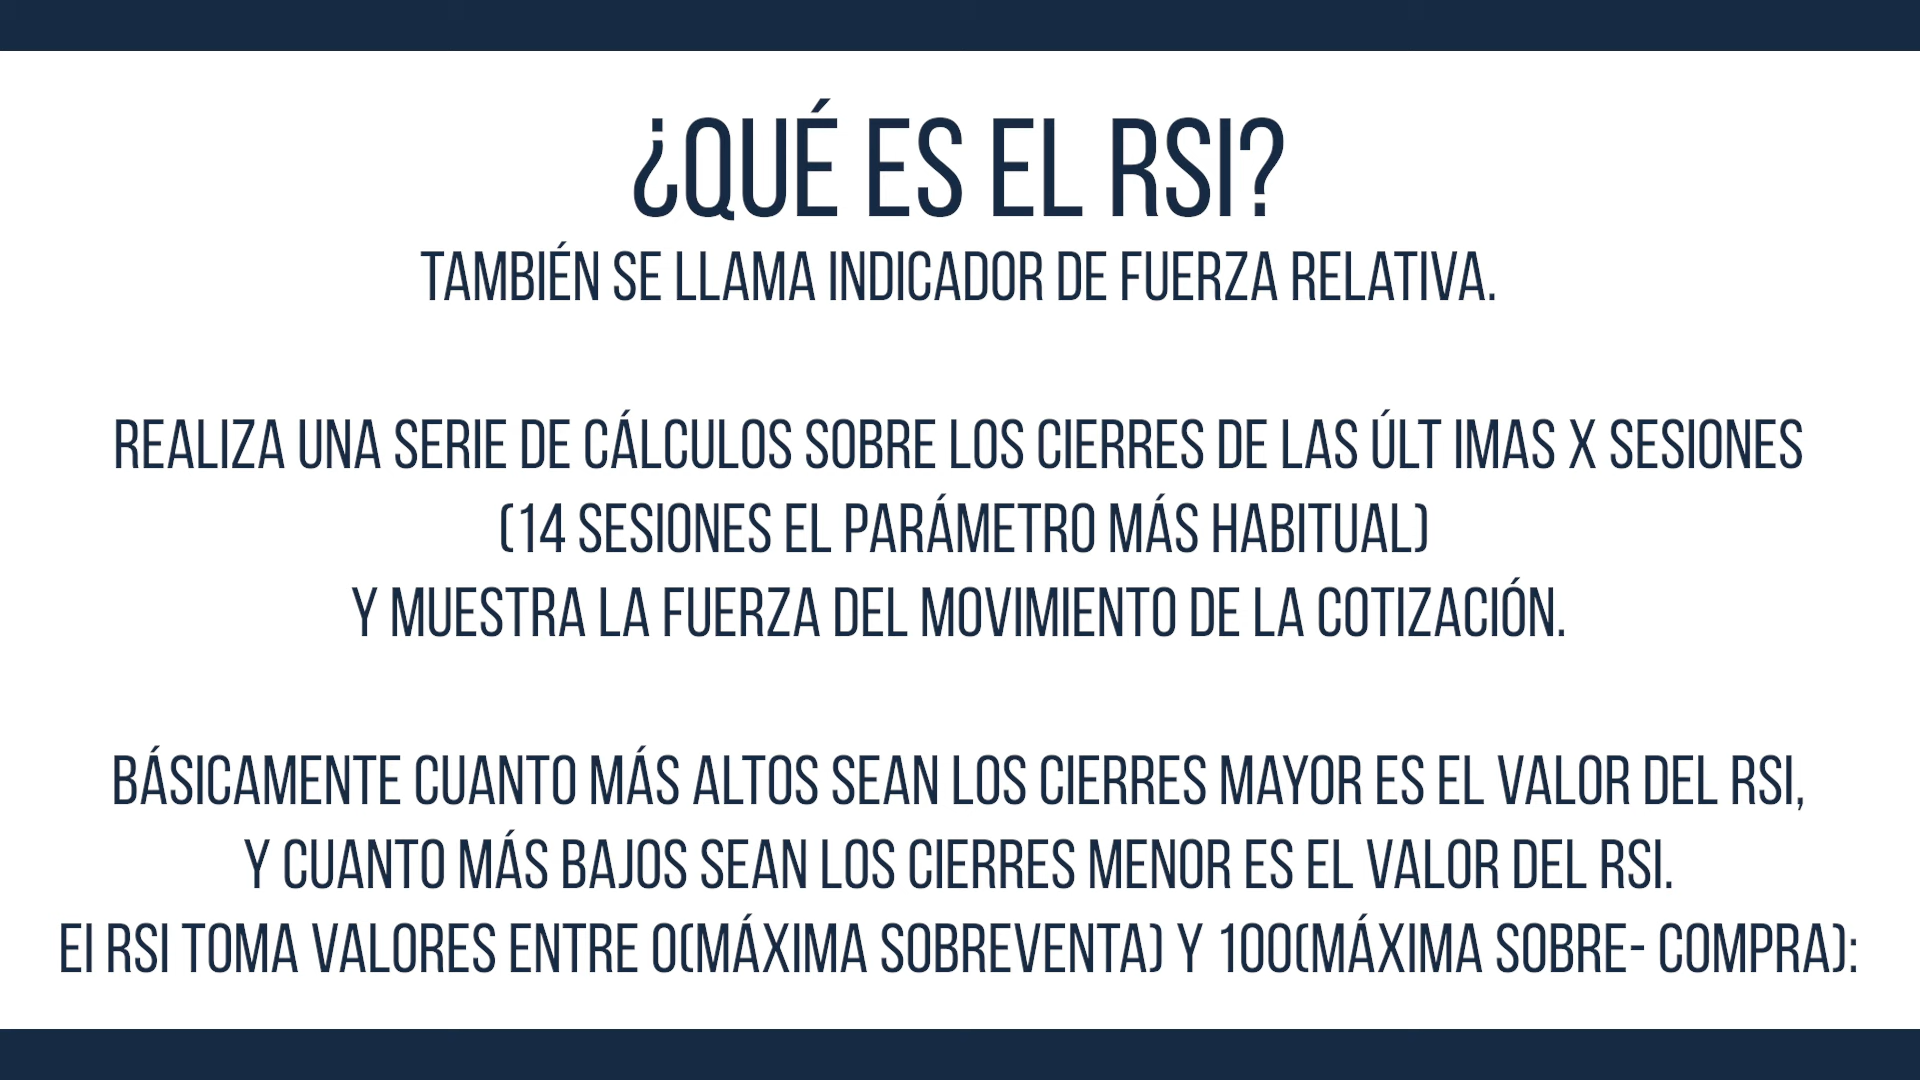 ¿QUÉ ES EL RSI?
TAMBIÉN SE LLAMA INDICADOR DE FUERZA RELATIVA.
REALIZA UNA SERIE DE CÁLCULOS SOBRE LOS CIERRES DE LAS ÚLT IMAS X SESIONES
(14 SESIONES EL PARÁMETRO MÁS HABITUAL)
Y MUESTRA LA FUERZA DEL MOVIMIENTO DE LA COTIZACIÓN.
BÁSICAMENTE CUANTO MÁS ALTOS SEAN LOS CIERRES MAYOR ES EL VALOR DEL RSI,
Y CUANTO MÁS BAJOS SEAN LOS CIERRES MENOR ES EL VALOR DEL RSI.
EI RSI TOMA VALORES ENTRE 0(MÁXIMA SOBREVENTA) Y 100(MÁXIMA SOBRE- COMPRA):